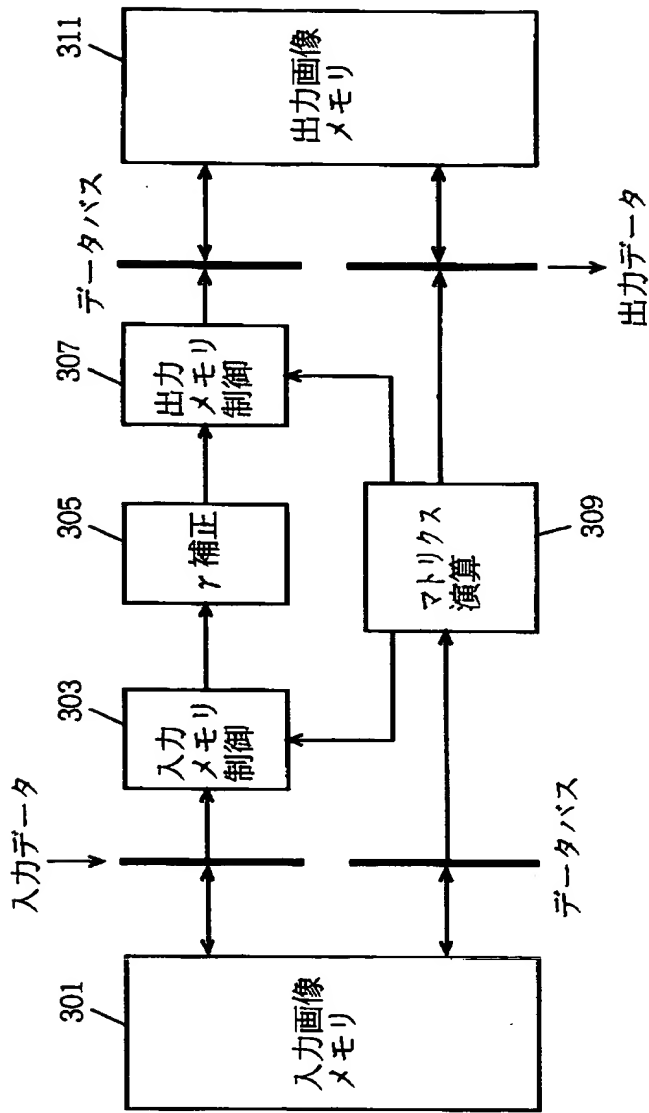 入力データ
301
入力画像
メモリ
303
入力
メモリ
制御
305
γ補正
307
出力
メモリ
制御
データバス
311
出力画像
メモリ
データバス
マトリクス
演算
309
出力データ